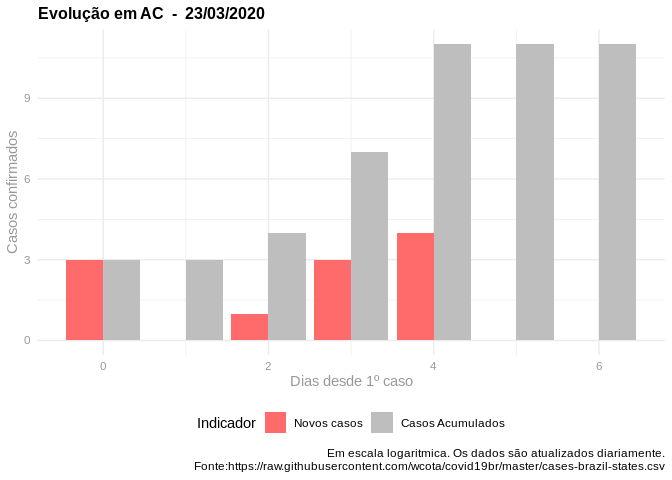 Evolução em AC  -  23/03/2020
Casos confirmados
9
6
3
0
0 2 4 6
Dias desde 1º caso
Indicador Novos casos Casos Acumulados
Em escala logaritmica. Os dados são atualizados diariamente.
Fonte:https://raw.githubusercontent.com/wcota/covid19br/master/cases-brazil-states.csv